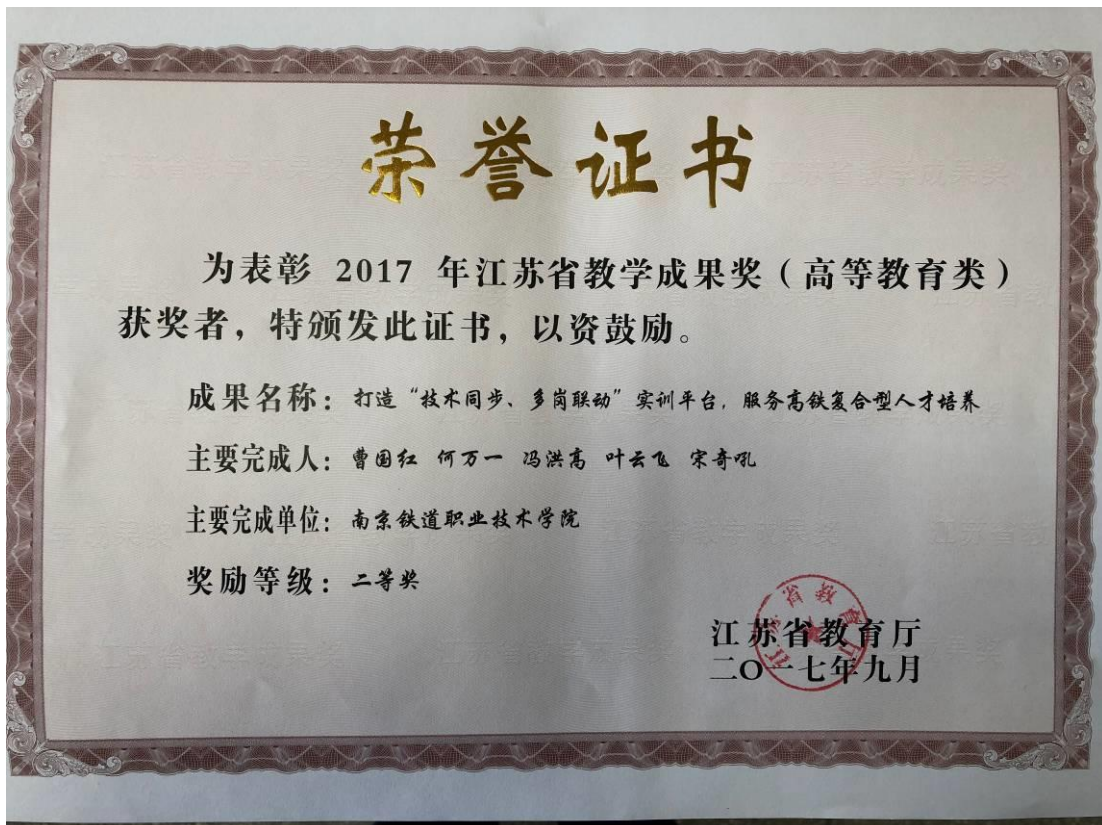 荣誉证书
为表彰 2017 年江苏省教学成果奖（高等教育类）
获奖者，特颁发此证书，以资鼓励。
成果名称：打造“技术同步、多岗联动”实训平台，服务高铁复合型人才培养
主要完成人：曹国红 何万一 冯洪高 叶云飞 宋奇吼
主要完成单位：南京铁道职业技术学院
奖励等级：二等奖
江苏省教育厅
二〇一七年九月
江苏省教育厅